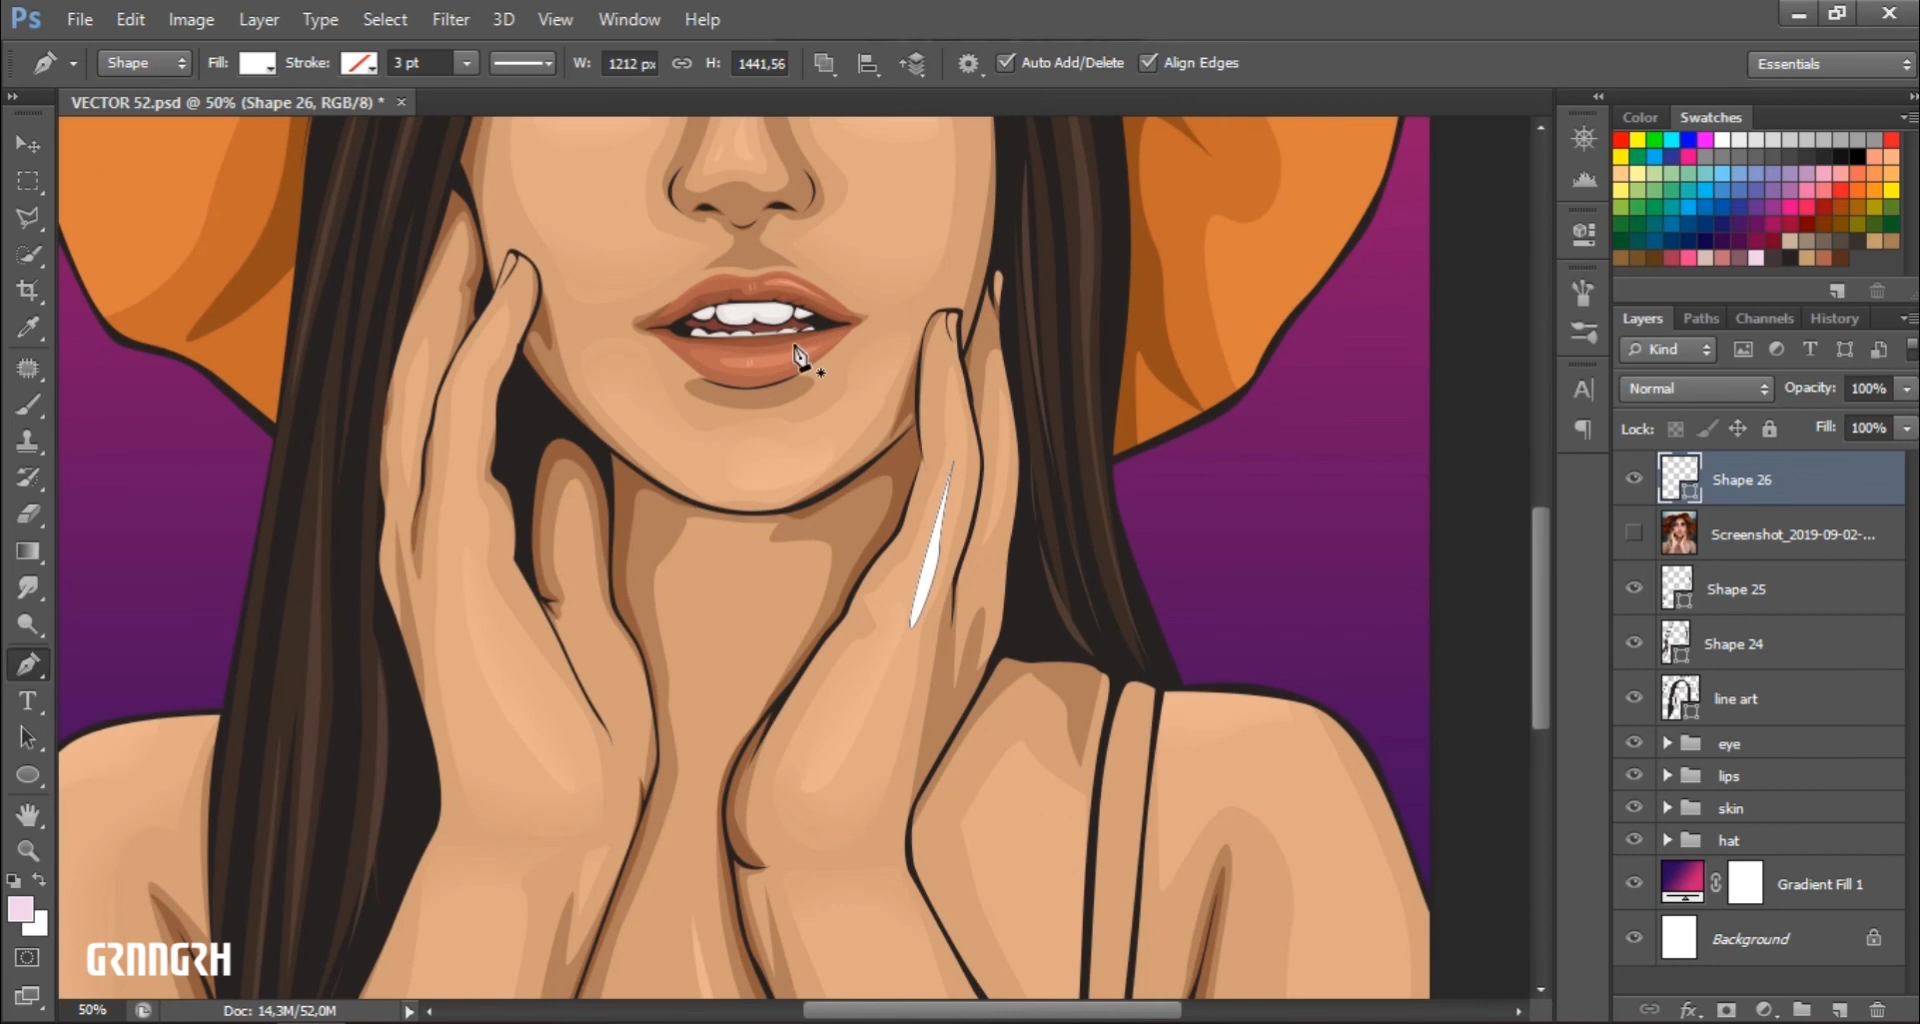 Ps File Edit Image Layer Type Select Filter 3D View Window Help
Shape Fill: Stroke: 3 pt W: 1212 px H: 1441,56 Auto Add/Delete Align Edges Essentials
VECTOR 52.psd @ 50% (Shape 26, RGB/8) * ×
Color Swatches
Layers Paths Channels History
Kind
Normal Opacity: 100%
Lock: Fill: 100%
Shape 26
Screenshot_2019-09-02-...
Shape 25
Shape 24
line art
eye
lips
skin
hat
Gradient Fill 1
Background
GRNNGRH
50% Doc: 14,3M/52,0M